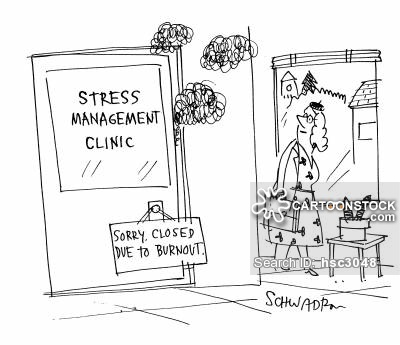 STRESS
MANAGEMENT
CLINIC
SORRY, CLOSED
DUE TO BURNOUT.
CARTOONSTOCK
.com
Search ID: hsc3048
SCHWADRON